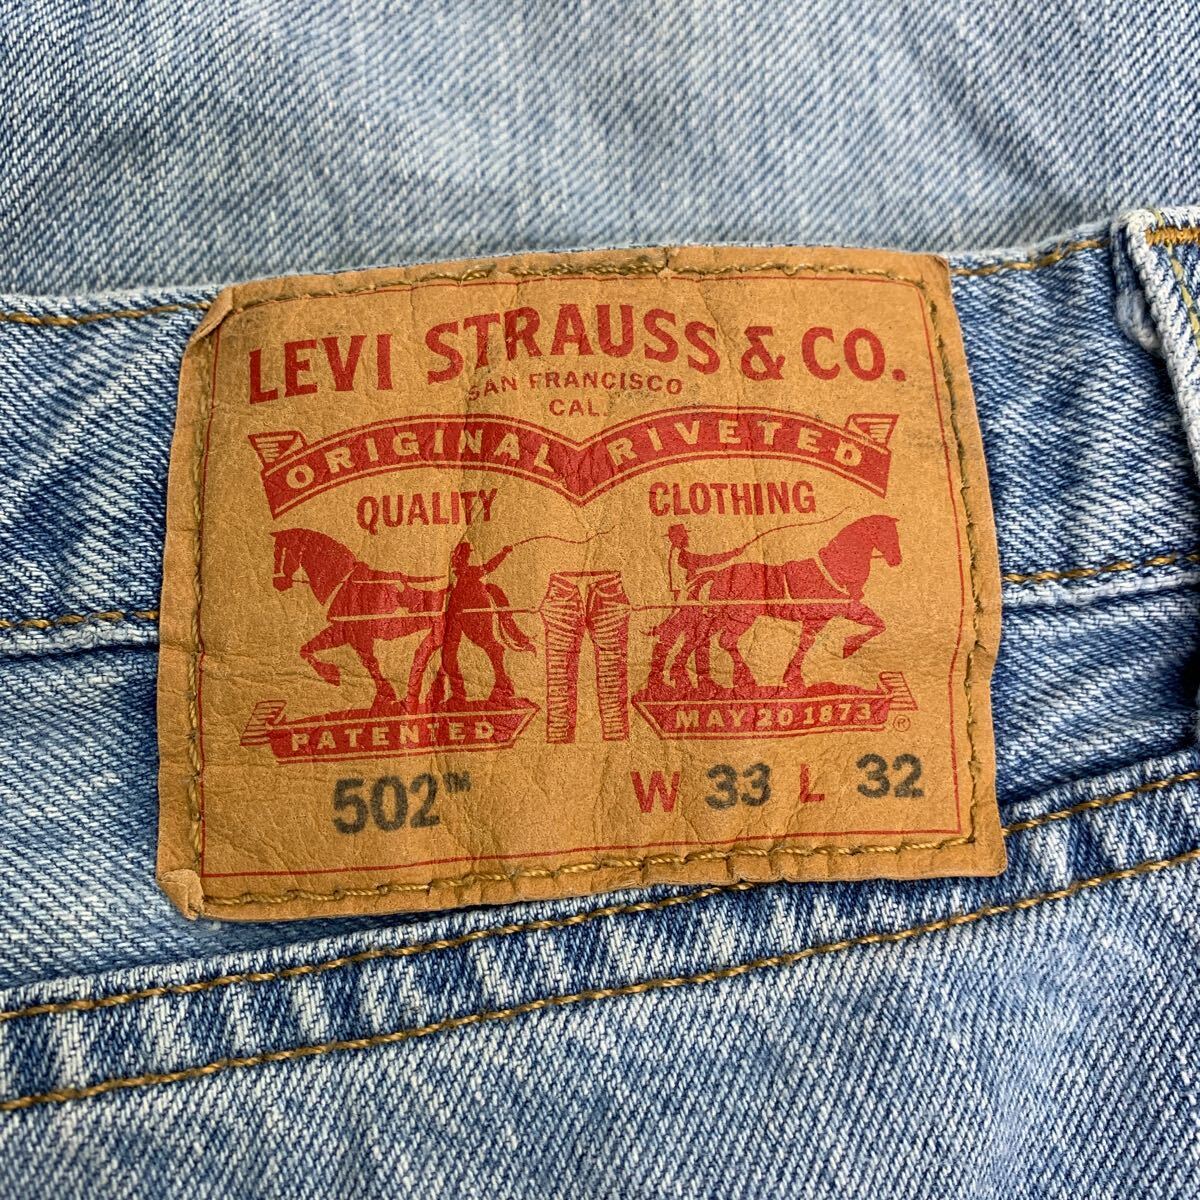 LEVI STRAUSS & CO.
SAN FRANCISCO
CAL.
ORIGINAL RIVETED
QUALITY CLOTHING
PATENTED MAY 20 1873 ®
502™ W 33 L 32